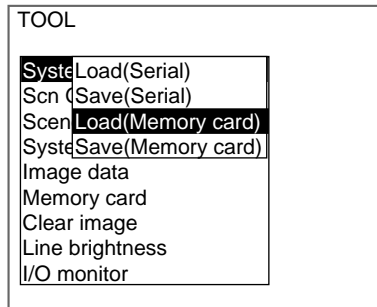 TOOL
Syste Load(Serial)
Scn Save(Serial)
Scen Load(Memory card)
Syste Save(Memory card)
Image data
Memory card
Clear image
Line brightness
I/O monitor